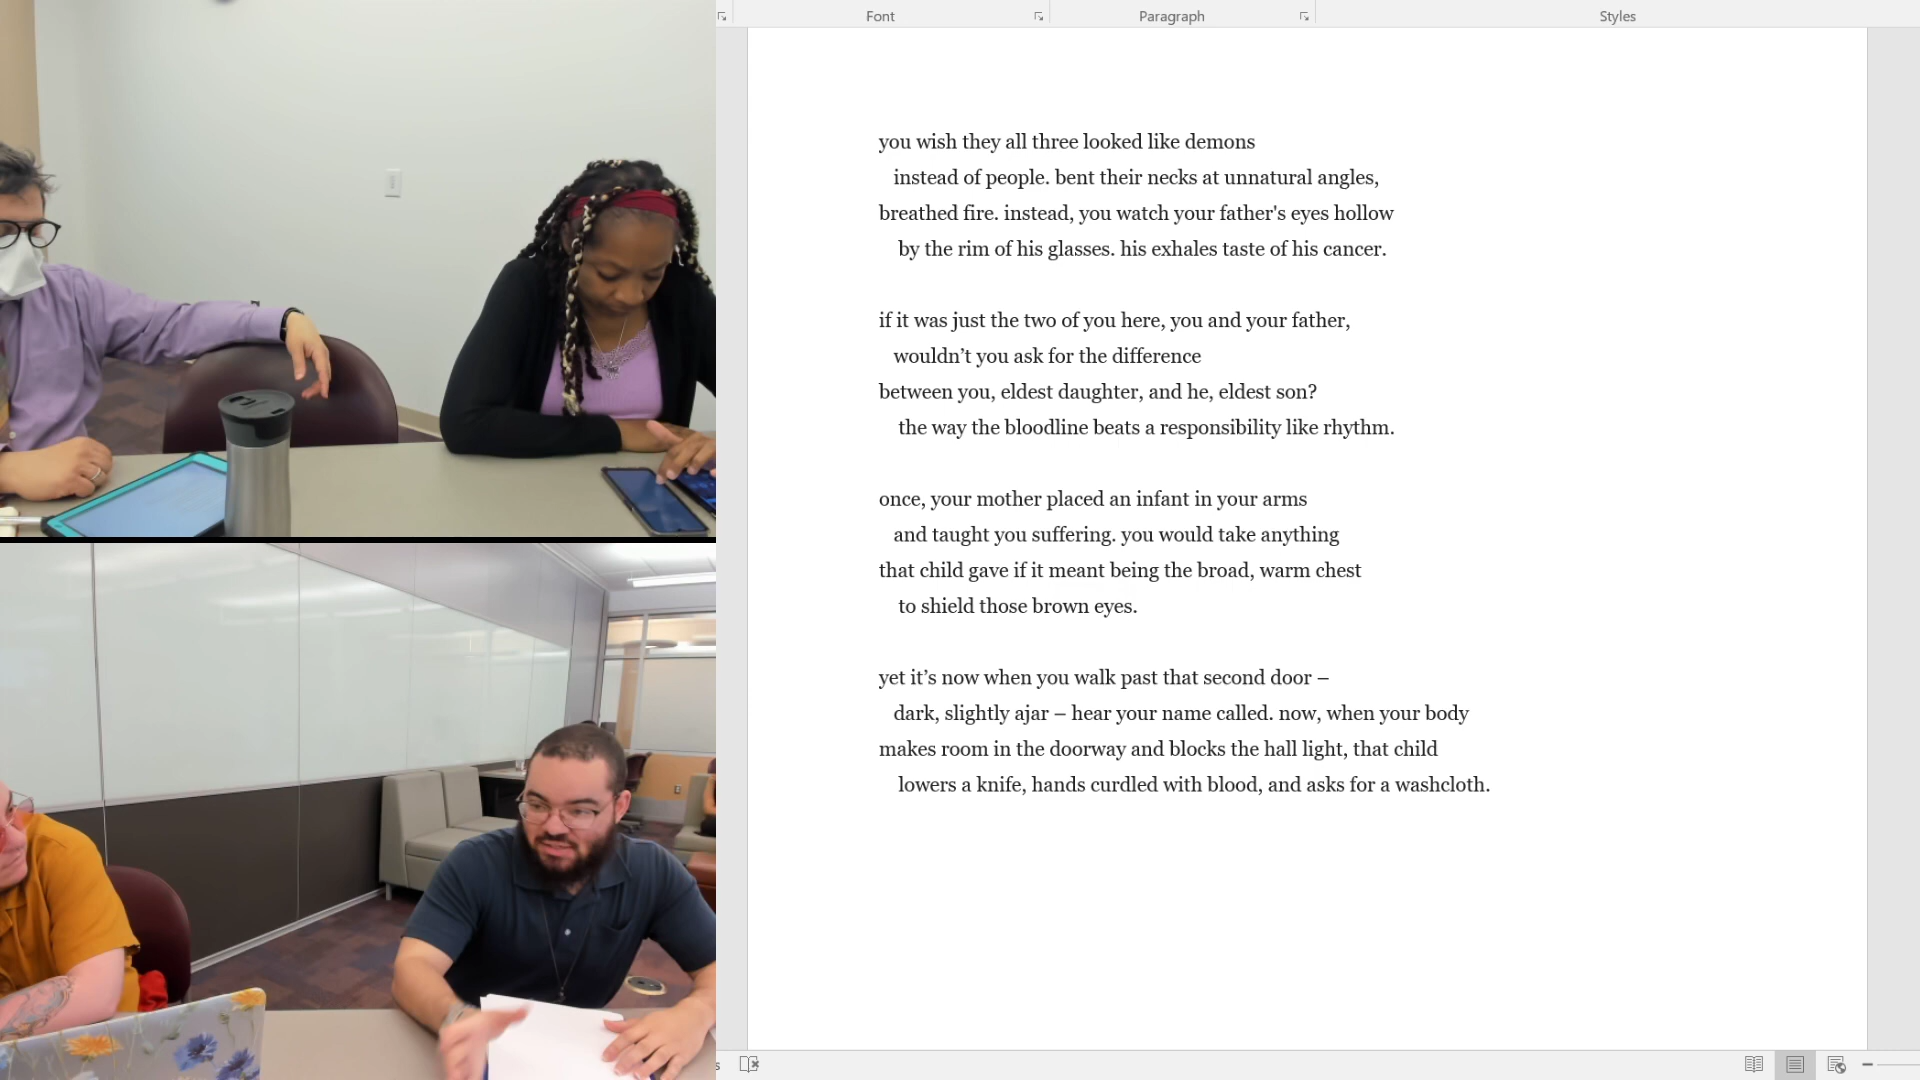 Font
Paragraph
Styles
you wish they all three looked like demons
instead of people. bent their necks at unnatural angles,
breathed fire. instead, you watch your father's eyes hollow
by the rim of his glasses. his exhales taste of his cancer.
if it was just the two of you here, you and your father,
wouldn’t you ask for the difference
between you, eldest daughter, and he, eldest son?
the way the bloodline beats a responsibility like rhythm.
once, your mother placed an infant in your arms
and taught you suffering. you would take anything
that child gave if it meant being the broad, warm chest
to shield those brown eyes.
yet it’s now when you walk past that second door –
dark, slightly ajar – hear your name called. now, when your body
makes room in the doorway and blocks the hall light, that child
lowers a knife, hands curdled with blood, and asks for a washcloth.